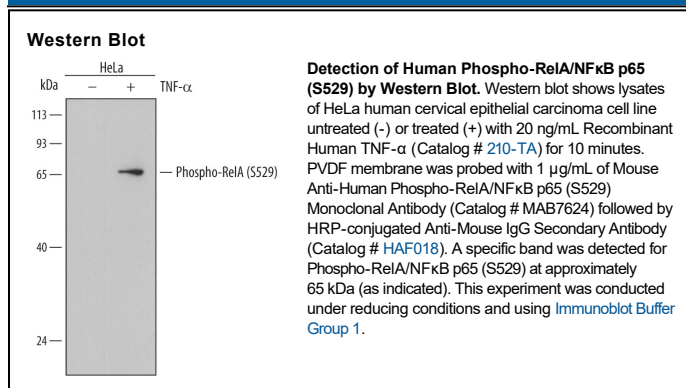 Western Blot
HeLa
kDa – + TNF-α
113
93
65
Phospho-RelA (S529)
40
24
Detection of Human Phospho-RelA/NFκB p65
(S529) by Western Blot. Western blot shows lysates
of HeLa human cervical epithelial carcinoma cell line
untreated (-) or treated (+) with 20 ng/mL Recombinant
Human TNF-α (Catalog # 210-TA) for 10 minutes.
PVDF membrane was probed with 1 µg/mL of Mouse
Anti-Human Phospho-RelA/NFκB p65 (S529)
Monoclonal Antibody (Catalog # MAB7624) followed by
HRP-conjugated Anti-Mouse IgG Secondary Antibody
(Catalog # HAF018). A specific band was detected for
Phospho-RelA/NFκB p65 (S529) at approximately
65 kDa (as indicated). This experiment was conducted
under reducing conditions and using Immunoblot Buffer
Group 1.